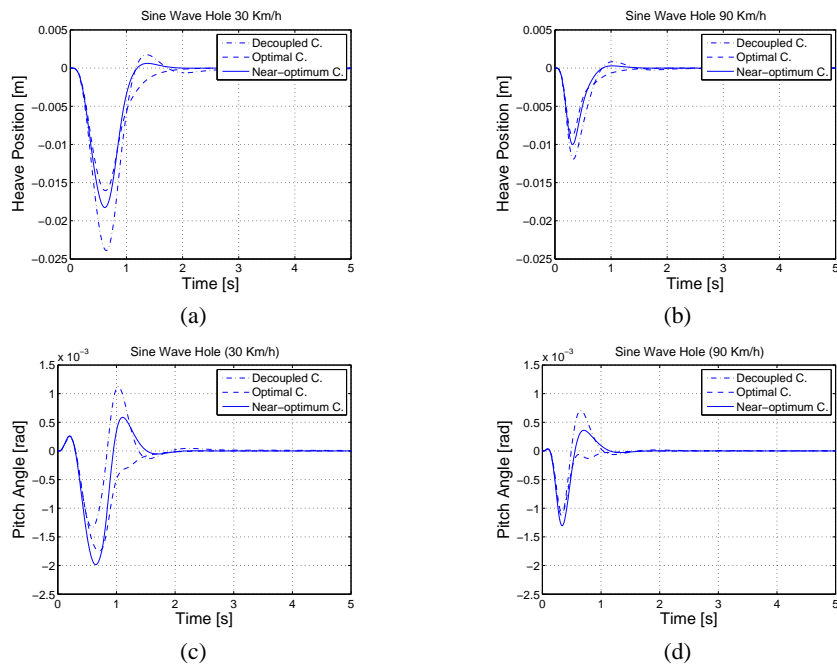 Sine Wave Hole 30 Km/h
0.005
0
−0.005
−0.01
−0.015
−0.02
−0.025
Heave Position [m]
Decoupled C.
Optimal C.
Near−optimum C.
0 1 2 3 4 5
Time [s]
(a)
Sine Wave Hole 90 Km/h
0.005
0
−0.005
−0.01
−0.015
−0.02
−0.025
Heave Position [m]
Decoupled C.
Optimal C.
Near−optimum C.
0 1 2 3 4 5
Time [s]
(b)
Sine Wave Hole (30 Km/h)
x 10⁻³
1.5
1
0.5
0
−0.5
−1
−1.5
−2
−2.5
Pitch Angle [rad]
Decoupled C.
Optimal C.
Near−optimum C.
0 1 2 3 4 5
Time [s]
(c)
Sine Wave Hole (90 Km/h)
x 10⁻³
1.5
1
0.5
0
−0.5
−1
−1.5
−2
−2.5
Pitch Angle [rad]
Decoupled C.
Optimal C.
Near−optimum C.
0 1 2 3 4 5
Time [s]
(d)